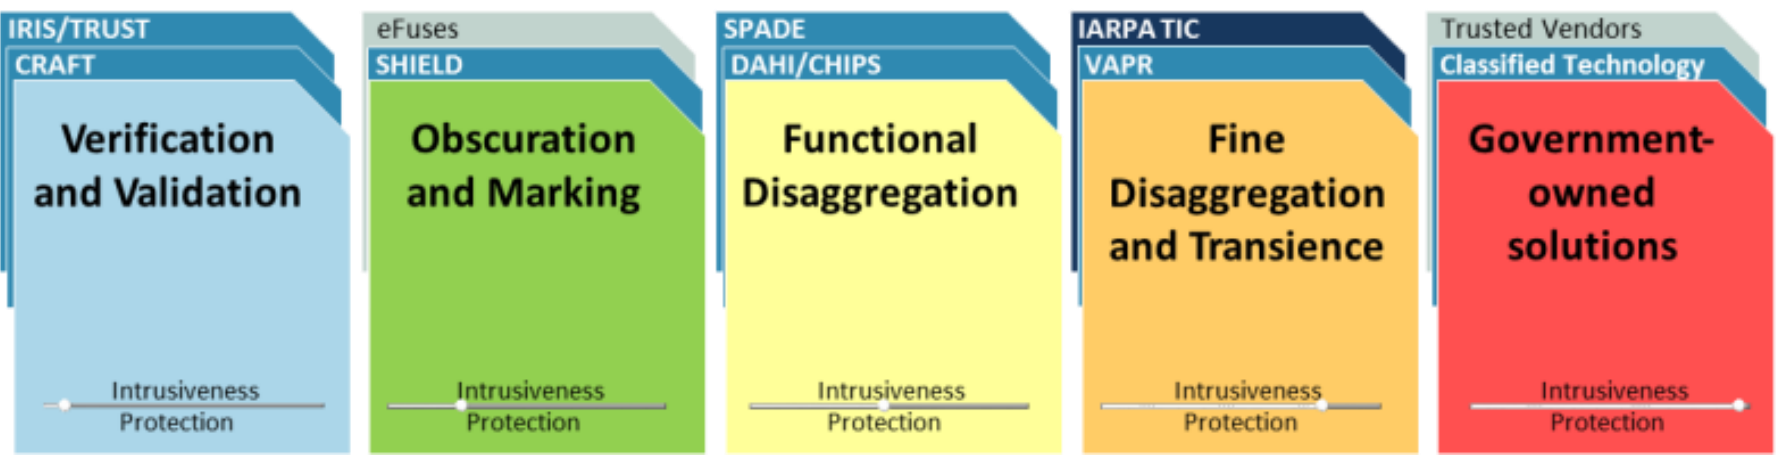 IRIS/TRUST
CRAFT
Verification
and Validation
Intrusiveness
Protection
eFuses
SHIELD
Obscuration
and Marking
Intrusiveness
Protection
SPADE
DAHI/CHIPS
Functional
Disaggregation
Intrusiveness
Protection
IARPA TIC
VAPR
Fine
Disaggregation
and Transience
Intrusiveness
Protection
Trusted Vendors
Classified Technology
Government-
owned
solutions
Intrusiveness
Protection